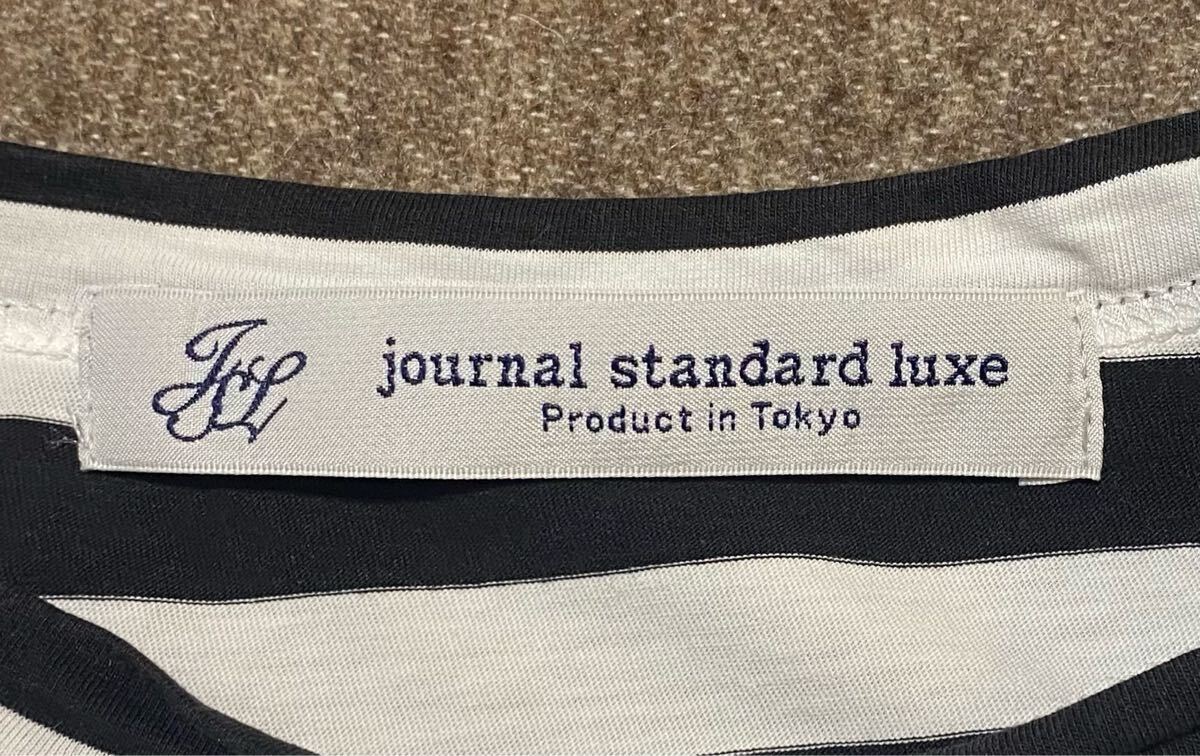 JSL
journal standard luxe
Product in Tokyo